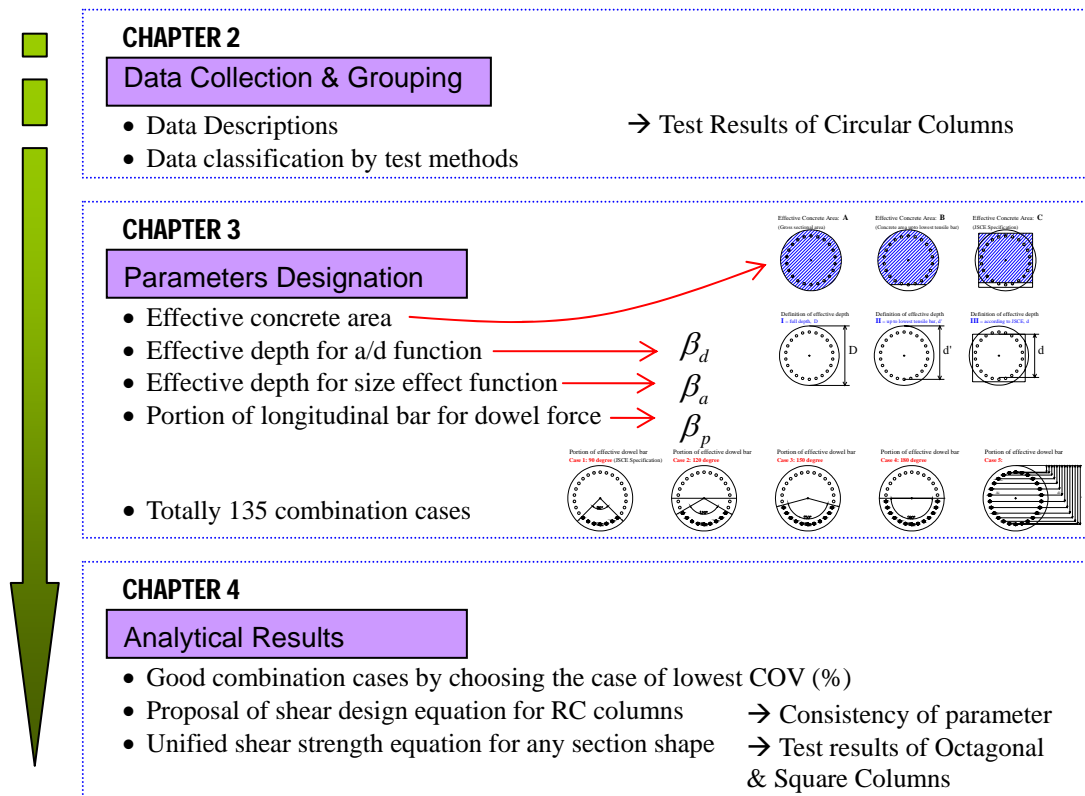 CHAPTER 2
Data Collection & Grouping
• Data Descriptions
→ Test Results of Circular Columns
• Data classification by test methods
CHAPTER 3
Parameters Designation
• Effective concrete area
• Effective depth for a/d function
• Effective depth for size effect function
• Portion of longitudinal bar for dowel force
• Totally 135 combination cases
Effective Concrete Area: A
(Gross sectional area)
Effective Concrete Area: B
(Concrete area upto lowest tensile bar)
Effective Concrete Area: C
(JSCE Specification)
Definition of effective depth
I = full depth, D
D
Definition of effective depth
II = up to lowest tensile bar, d'
d'
Definition of effective depth
III = according to JSCE, d
d
β_d
β_a
β_p
Portion of effective dowel bar
Case 1: 90 degree (JSCE Specification)
Portion of effective dowel bar
Case 2: 120 degree
Portion of effective dowel bar
Case 3: 150 degree
Portion of effective dowel bar
Case 4: 180 degree
Portion of effective dowel bar
Case 5:
CHAPTER 4
Analytical Results
• Good combination cases by choosing the case of lowest COV (%)
• Proposal of shear design equation for RC columns
• Unified shear strength equation for any section shape
→ Consistency of parameter
→ Test results of Octagonal
& Square Columns